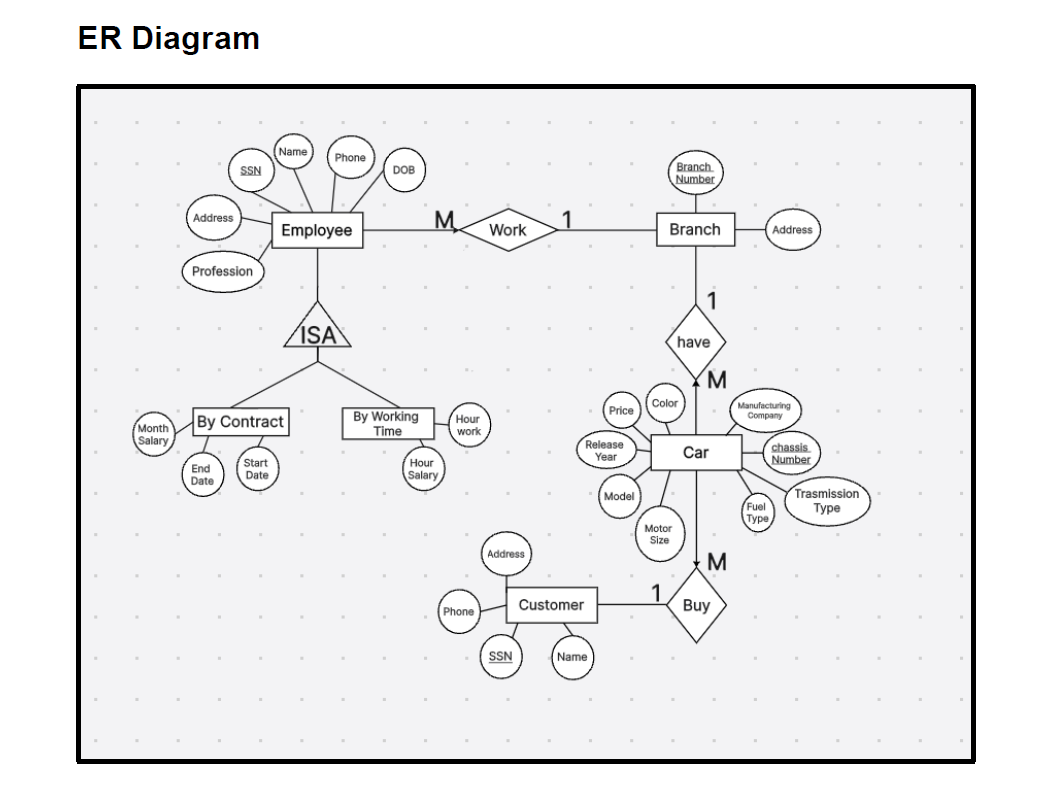 ER Diagram
Name
Phone
SSN
DOB
Address
Employee
Profession
M
Work
1
Branch
Number
Branch
Address
1
have
M
ISA
By Contract
Month
Salary
End
Date
Start
Date
By Working
Time
Hour
work
Hour
Salary
Price
Color
Manufacturing
Company
Release
Year
Car
chassis
Number
Model
Motor
Size
Fuel
Type
Trasmission
Type
M
Buy
1
Customer
Address
Phone
SSN
Name